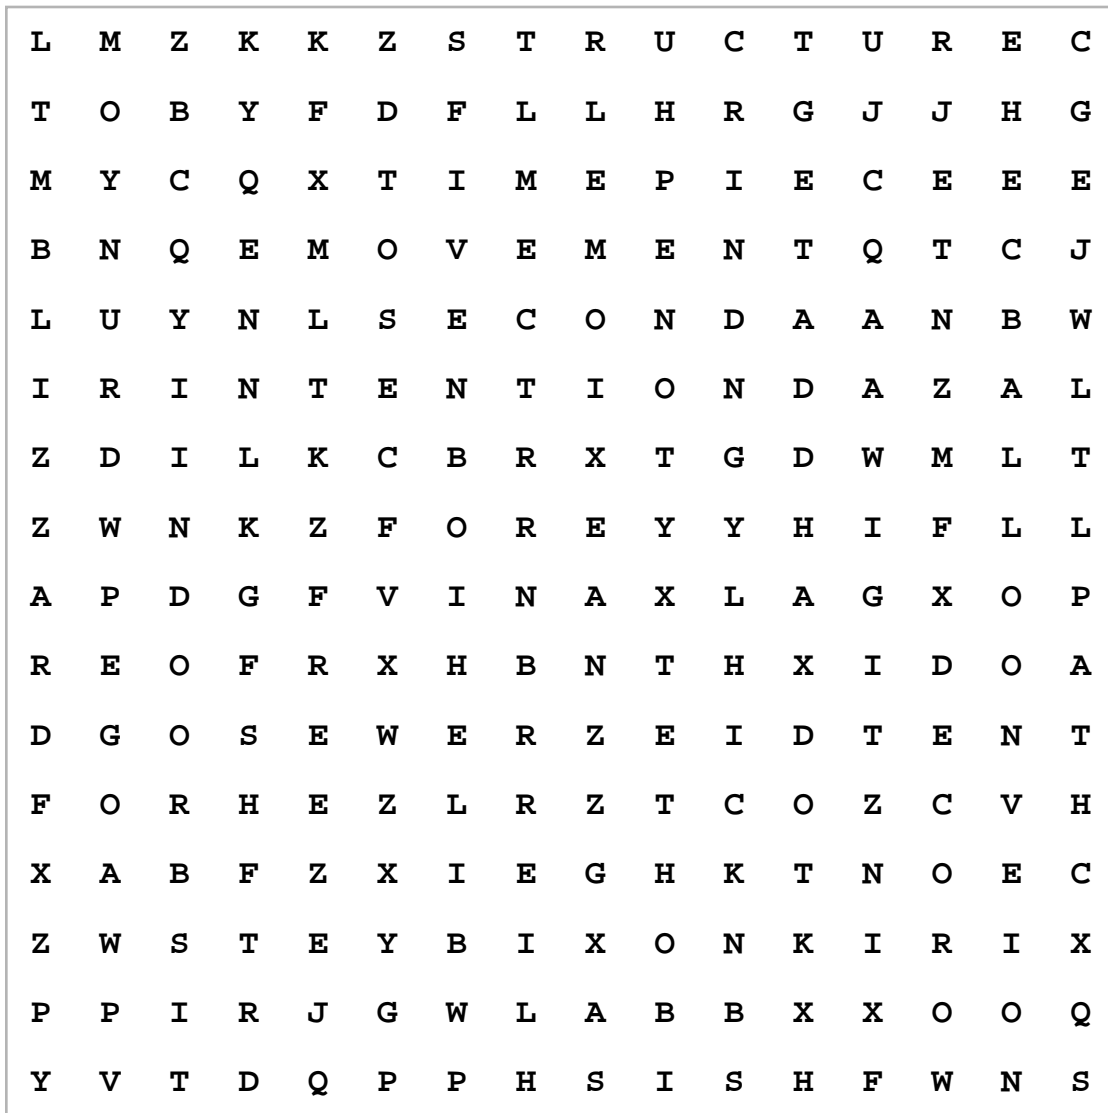 L M Z K K Z S T R U C T U R E C
T O B Y F D F L L H R G J J H G
M Y C Q X T I M E P I E C E E E
B N Q E M O V E M E N T Q T C J
L U Y N L S E C O N D A A N B W
I R I N T E N T I O N D A Z A L
Z D I L K C B R X T G D W M L T
Z W N K Z F O R E Y Y H I F L L
A P D G F V I N A X L A G X O P
R E O F R X H B N T H X I D O A
D G O S E W E R Z E I D T E N T
F O R H E Z L R Z T C O Z C V H
X A B F Z X I E G H K T N O E C
Z W S T E Y B I X O N K I R I X
P P I R J G W L A B B X X O O Q
Y V T D Q P P H S I S H F W N S